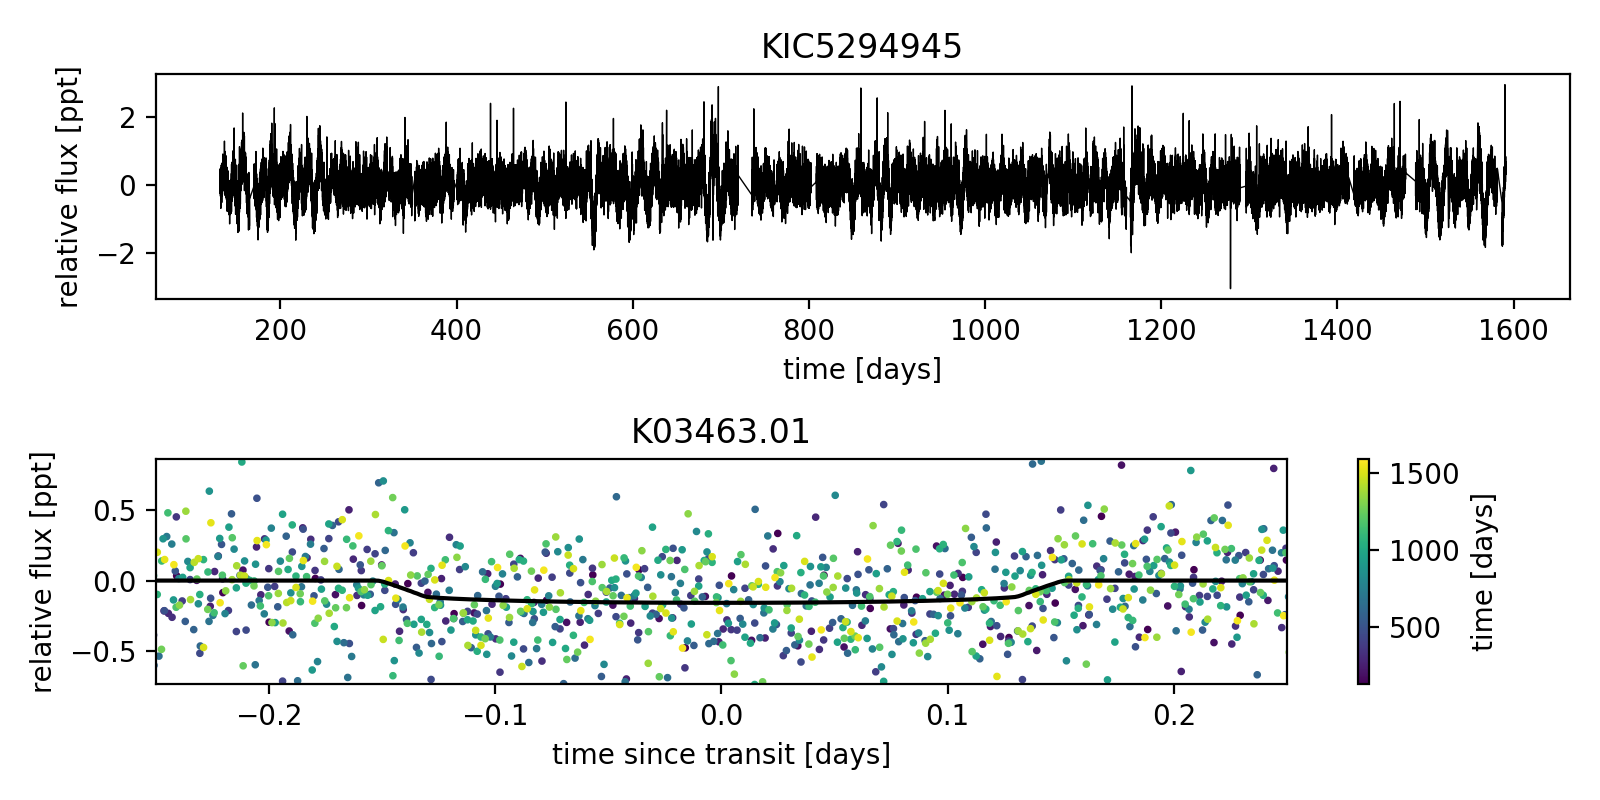 KIC5294945
relative flux [ppt]
2
0
−2
200 400 600 800 1000 1200 1400 1600
time [days]
K03463.01
relative flux [ppt]
0.5
0.0
−0.5
−0.2 −0.1 0.0 0.1 0.2
time since transit [days]
1500
1000
500
time [days]